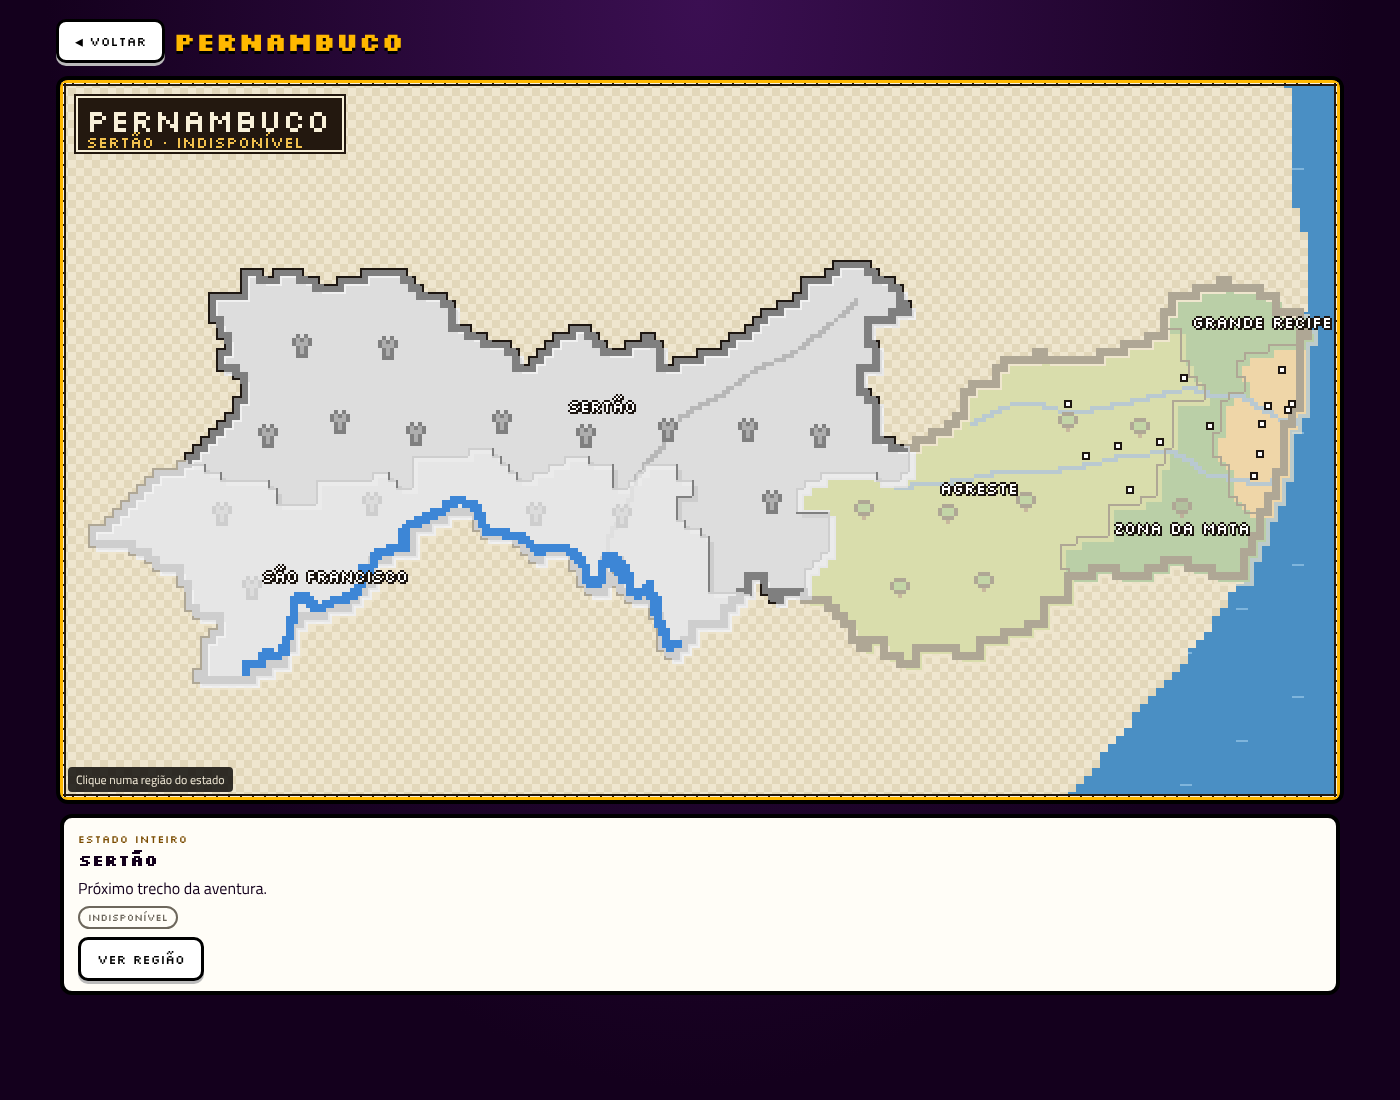 ◄ VOLTAR
PERNAMBUCO
PERNAMBUCO
SERTÃO · INDISPONÍVEL
GRANDE RECIFE
SERTÃO
AGRESTE
ZONA DA MATA
SÃO FRANCISCO
Clique numa região do estado
ESTADO INTEIRO
SERTÃO
Próximo trecho da aventura.
INDISPONÍVEL
VER REGIÃO